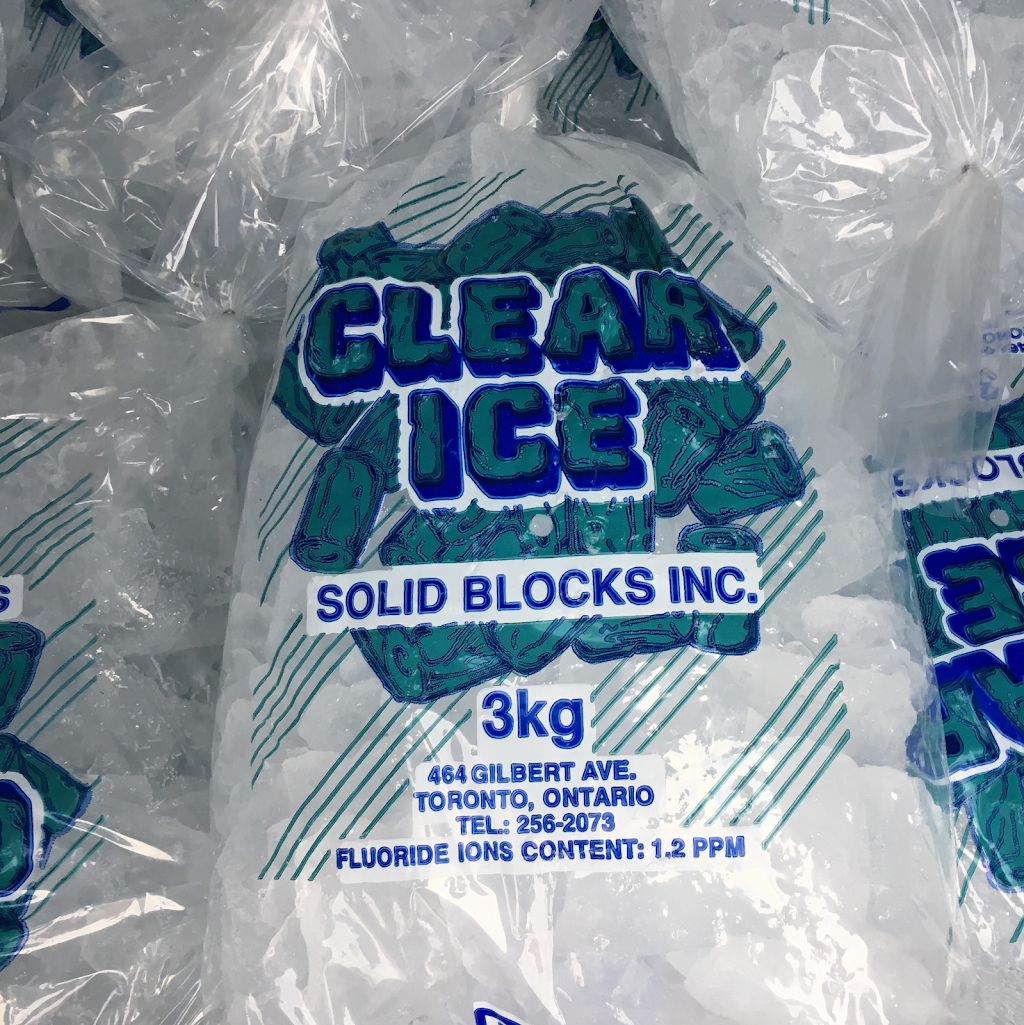 CLEAR
ICE
SOLID BLOCKS INC.
3kg
464 GILBERT AVE.
TORONTO, ONTARIO
TEL.: 256-2073
FLUORIDE IONS CONTENT: 1.2 PPM